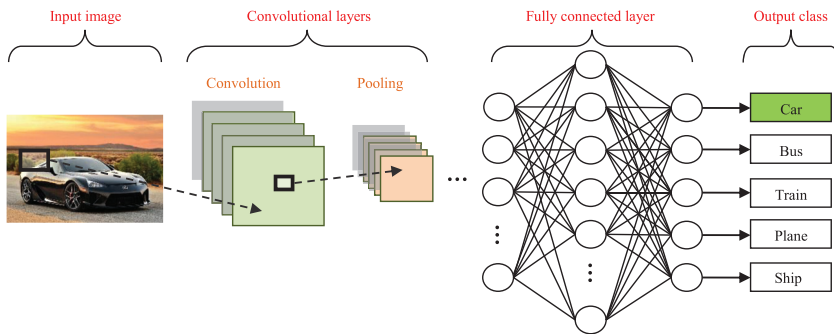 Input image
Convolutional layers
Fully connected layer
Output class
Convolution
Pooling
...
Car
Bus
Train
Plane
Ship